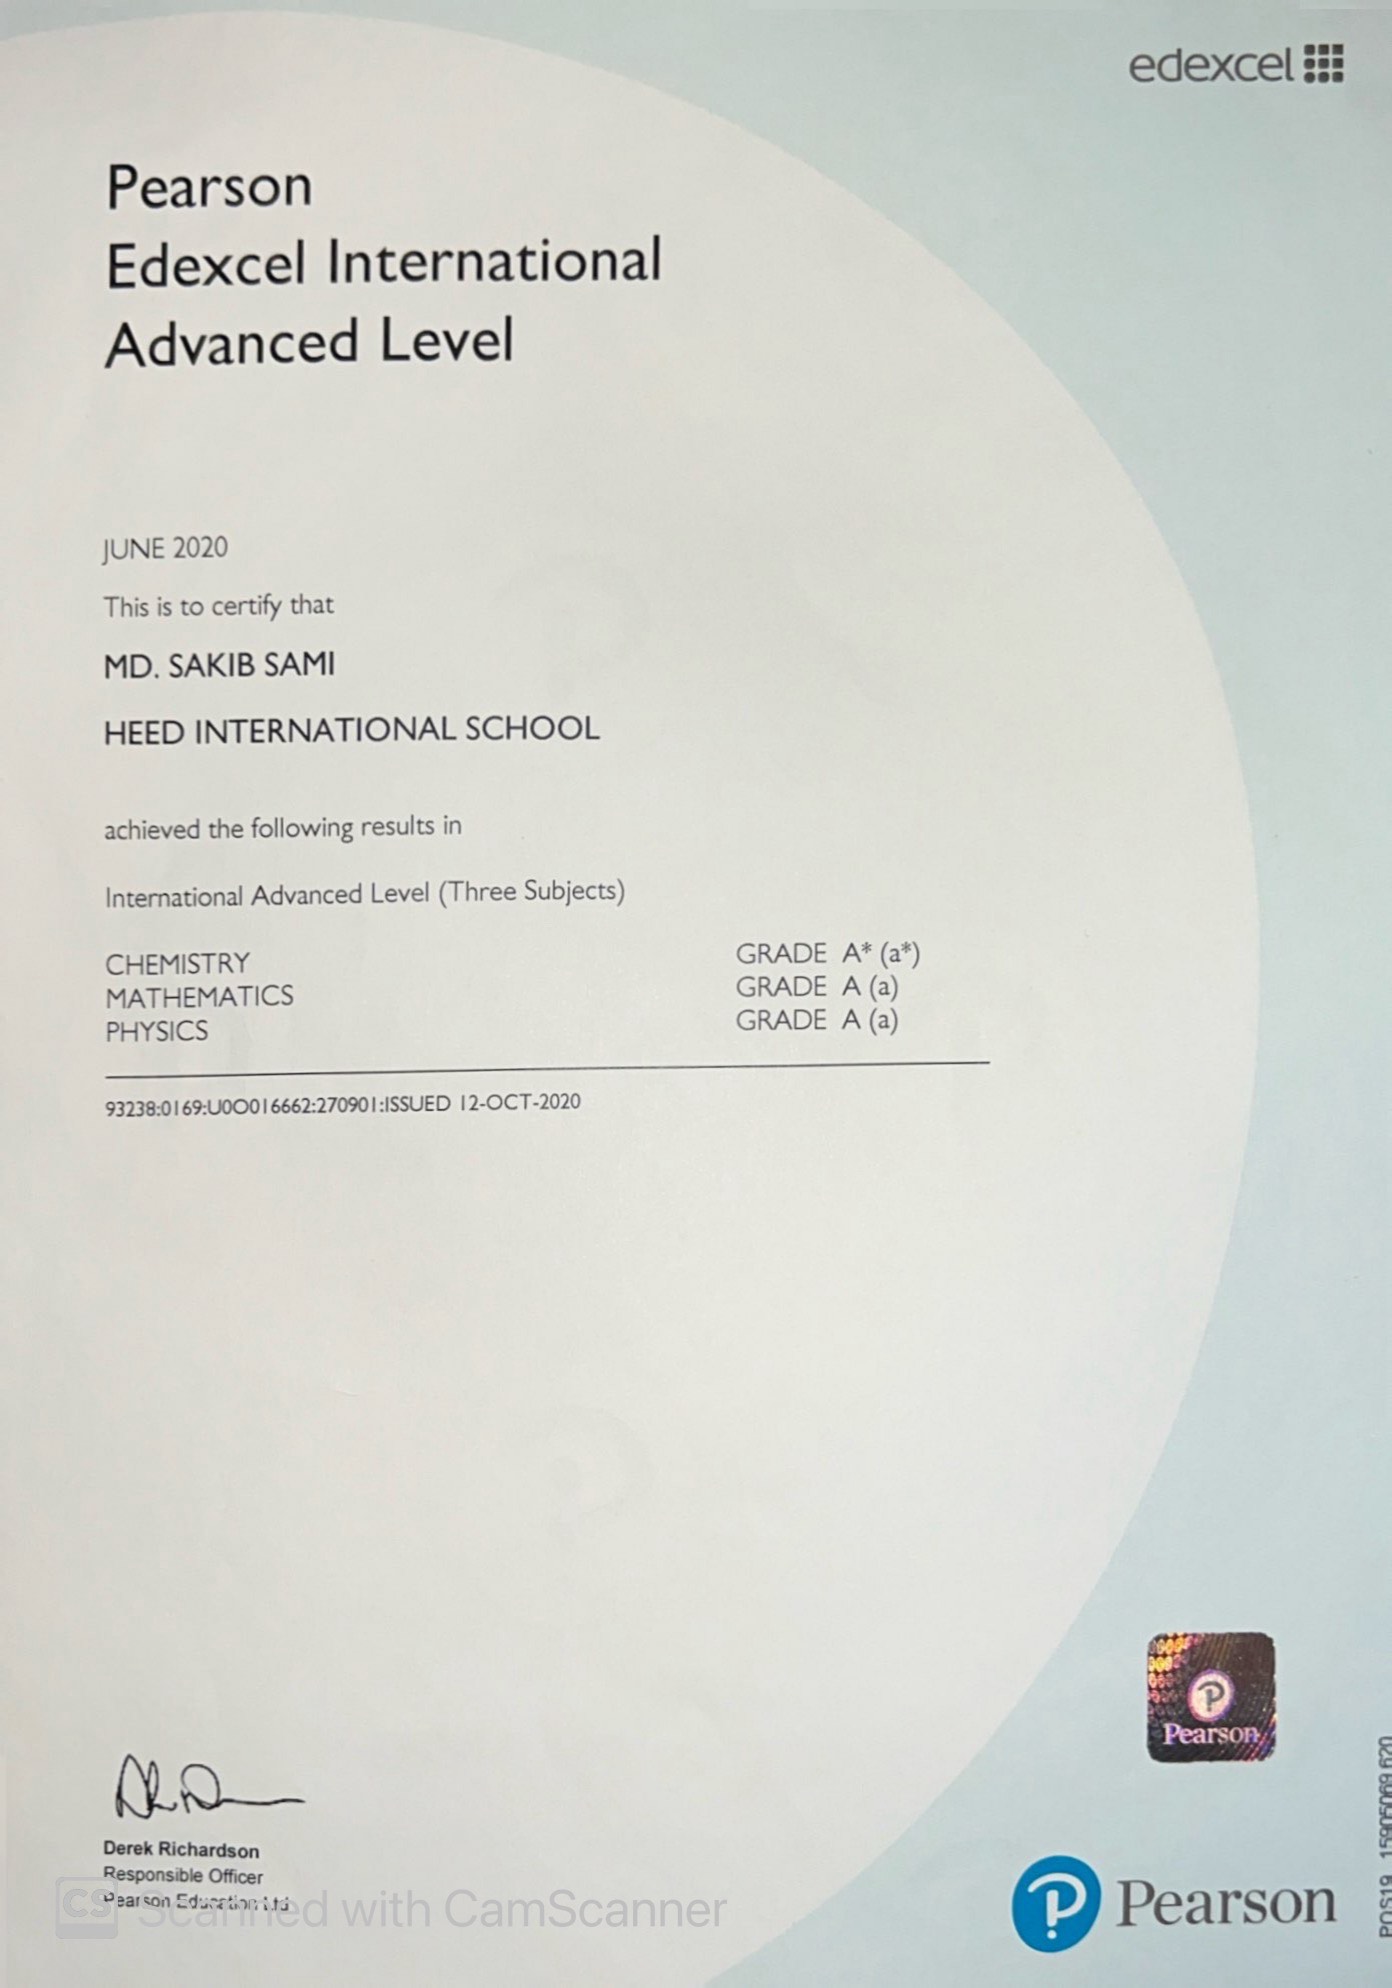 edexcel
Pearson
Edexcel International
Advanced Level
JUNE 2020
This is to certify that
MD. SAKIB SAMI
HEED INTERNATIONAL SCHOOL
achieved the following results in
International Advanced Level (Three Subjects)
CHEMISTRY GRADE A* (a*)
MATHEMATICS GRADE A (a)
PHYSICS GRADE A (a)
93238:0169:U0O016662:270901:ISSUED 12-OCT-2020
Pearson
Derek Richardson
Responsible Officer
Pearson Education Ltd
CS Scanned with CamScanner
Pearson
PQS19 15905069 620